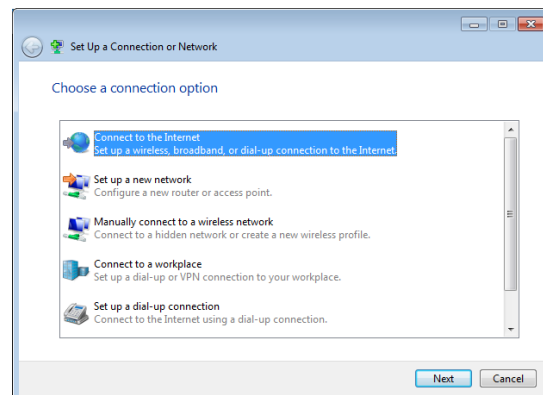 Set Up a Connection or Network
Choose a connection option
Connect to the Internet
Set up a wireless, broadband, or dial-up connection to the Internet.
Set up a new network
Configure a new router or access point.
Manually connect to a wireless network
Connect to a hidden network or create a new wireless profile.
Connect to a workplace
Set up a dial-up or VPN connection to your workplace.
Set up a dial-up connection
Connect to the Internet using a dial-up connection.
Next Cancel